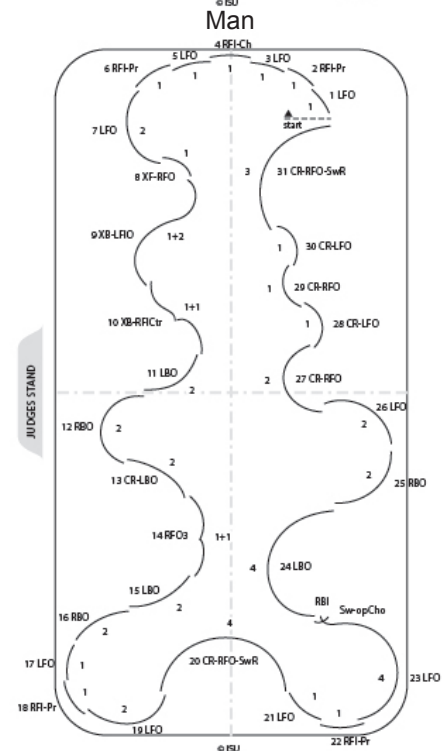 © ISU
Man
4 RFI-Ch
5 LFO
3 LFO
6 RFI-Pr
2 RFI-Pr
1
1
1
1
1
1 LFO
1
start
7 LFO
2
1
8 XF-RFO
3
31 CR-RFO-SwR
9 XB-LFIO
1+2
1
30 CR-LFO
1
29 CR-RFO
1+1
10 XB-RFICtr
1
28 CR-LFO
11 LBO
2
2
27 CR-RFO
JUDGES STAND
26 LFO
12 RBO
2
2
2
13 CR-LBO
2
25 RBO
14 RFO3
1+1
4
24 LBO
15 LBO
2
RBI
Sw-opCho
16 RBO
2
4
17 LFO
1
20 CR-RFO-SwR
4
23 LFO
1
18 RFI-Pr
2
19 LFO
21 LFO
1
1
22 RFI-Pr
© ISU